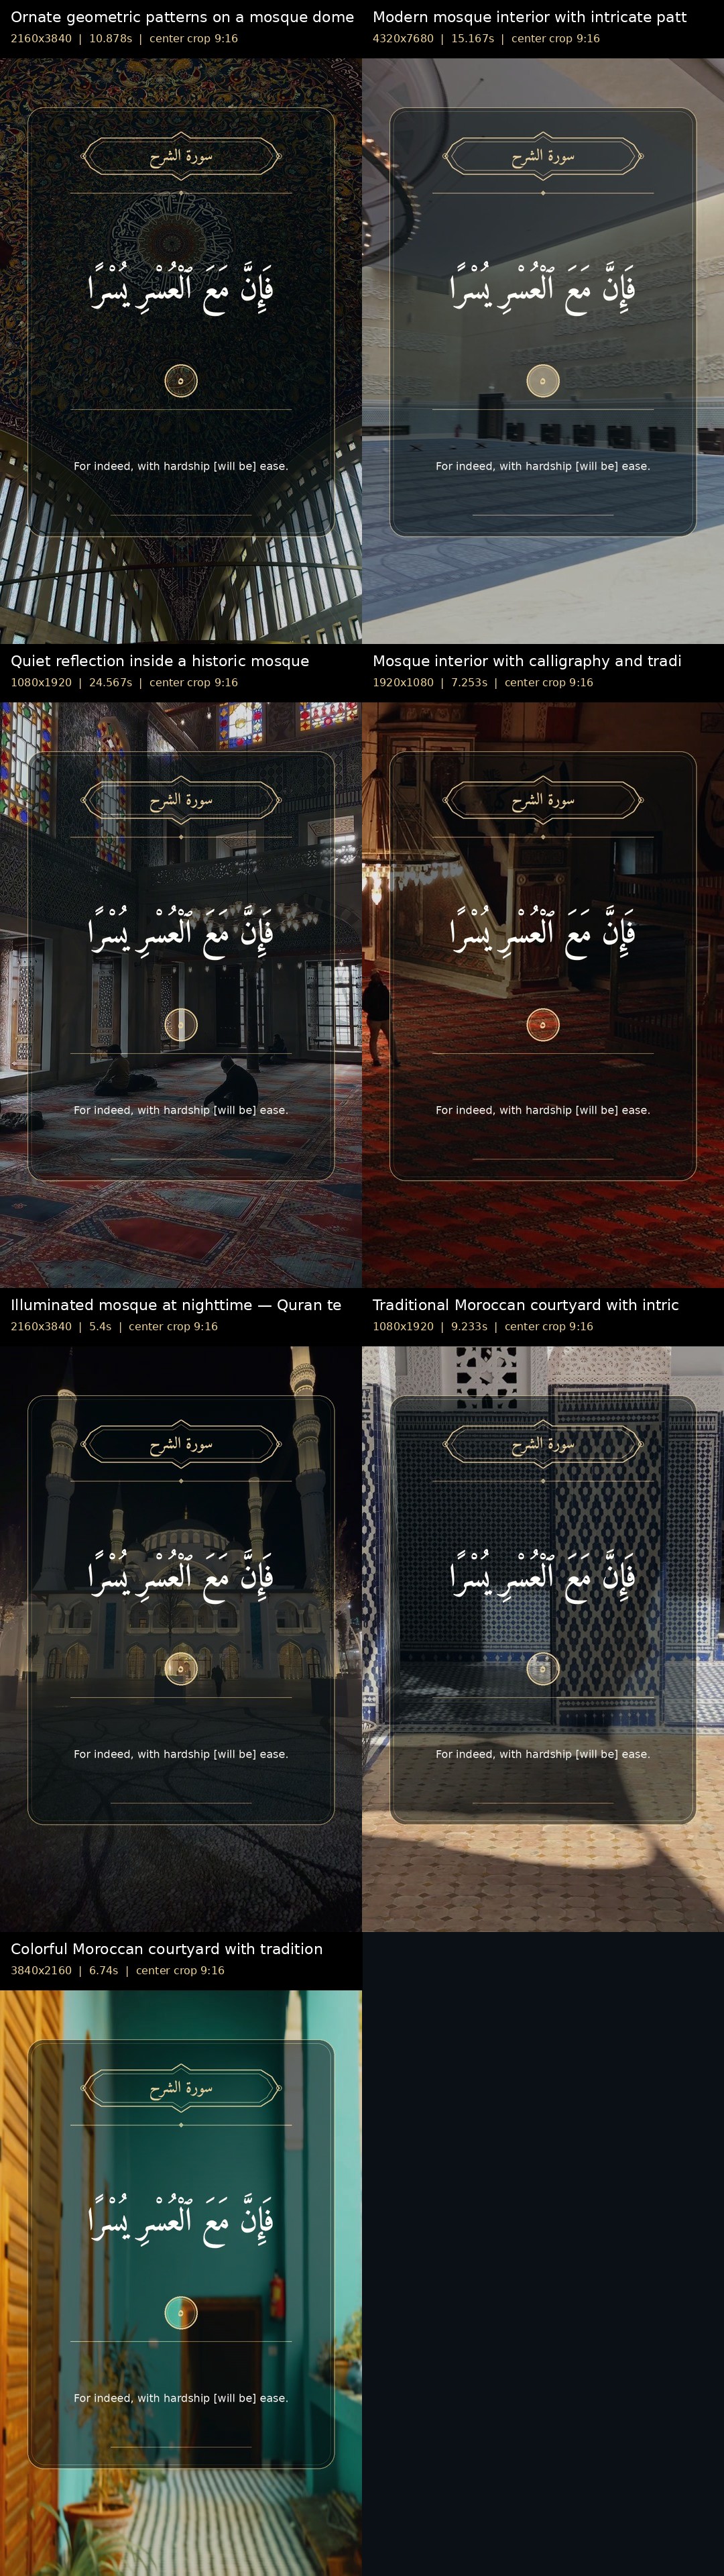 Ornate geometric patterns on a mosque dome
2160x3840 | 10.878s | center crop 9:16
سورة الشرح
فَإِنَّ مَعَ ٱلْعُسْرِ يُسْرًا
٥
For indeed, with hardship [will be] ease.
Modern mosque interior with intricate patt
4320x7680 | 15.167s | center crop 9:16
سورة الشرح
فَإِنَّ مَعَ ٱلْعُسْرِ يُسْرًا
٥
For indeed, with hardship [will be] ease.
Quiet reflection inside a historic mosque
1080x1920 | 24.567s | center crop 9:16
سورة الشرح
فَإِنَّ مَعَ ٱلْعُسْرِ يُسْرًا
٥
For indeed, with hardship [will be] ease.
Mosque interior with calligraphy and tradi
1920x1080 | 7.253s | center crop 9:16
سورة الشرح
فَإِنَّ مَعَ ٱلْعُسْرِ يُسْرًا
٥
For indeed, with hardship [will be] ease.
Illuminated mosque at nighttime — Quran te
2160x3840 | 5.4s | center crop 9:16
سورة الشرح
فَإِنَّ مَعَ ٱلْعُسْرِ يُسْرًا
٥
For indeed, with hardship [will be] ease.
Traditional Moroccan courtyard with intric
1080x1920 | 9.233s | center crop 9:16
سورة الشرح
فَإِنَّ مَعَ ٱلْعُسْرِ يُسْرًا
٥
For indeed, with hardship [will be] ease.
Colorful Moroccan courtyard with tradition
3840x2160 | 6.74s | center crop 9:16
سورة الشرح
فَإِنَّ مَعَ ٱلْعُسْرِ يُسْرًا
٥
For indeed, with hardship [will be] ease.